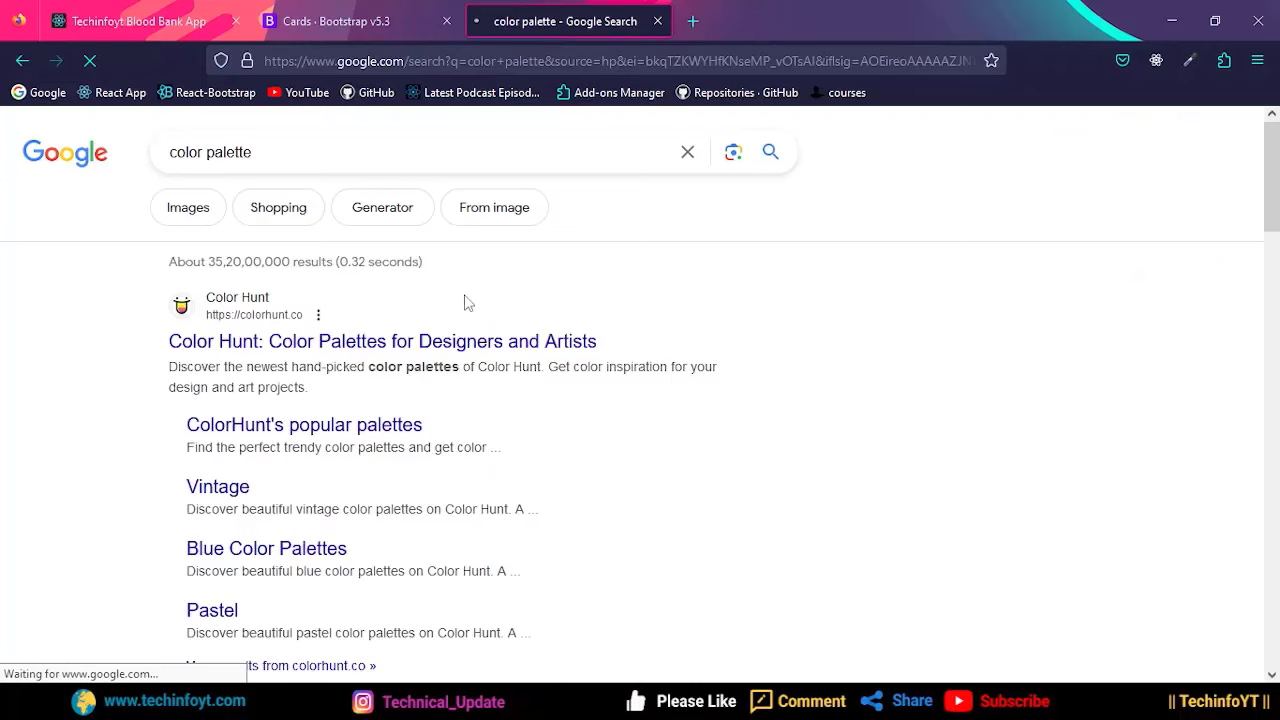 Techinfoyt Blood Bank App
Cards · Bootstrap v5.3
color palette - Google Search
https://www.google.com/search?q=color+palette&source=hp&ei=bkqTZKWYHfKNseMP_vOTsAI&iflsig=AOEireoAAAAAZJN
Google
React App
React-Bootstrap
YouTube
GitHub
Latest Podcast Episod...
Add-ons Manager
Repositories · GitHub
courses
Google
color palette
Images
Shopping
Generator
From image
About 35,20,00,000 results (0.32 seconds)
Color Hunt
https://colorhunt.co
Color Hunt: Color Palettes for Designers and Artists
Discover the newest hand-picked color palettes of Color Hunt. Get color inspiration for your
design and art projects.
ColorHunt's popular palettes
Find the perfect trendy color palettes and get color ...
Vintage
Discover beautiful vintage color palettes on Color Hunt. A ...
Blue Color Palettes
Discover beautiful blue color palettes on Color Hunt. A ...
Pastel
Discover beautiful pastel color palettes on Color Hunt. A ...
from colorhunt.co »
Waiting for www.google.com...
www.techinfoyt.com
Technical_Update
Please Like
Comment
Share
Subscribe
|| TechinfoYT ||